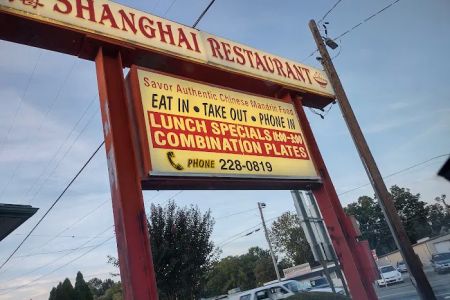 SHANGHAI RESTAURANT
Savor Authentic Chinese Mandrin Food
EAT IN • TAKE OUT • PHONE IN
LUNCH SPECIALS
COMBINATION PLATES
PHONE 228-0819